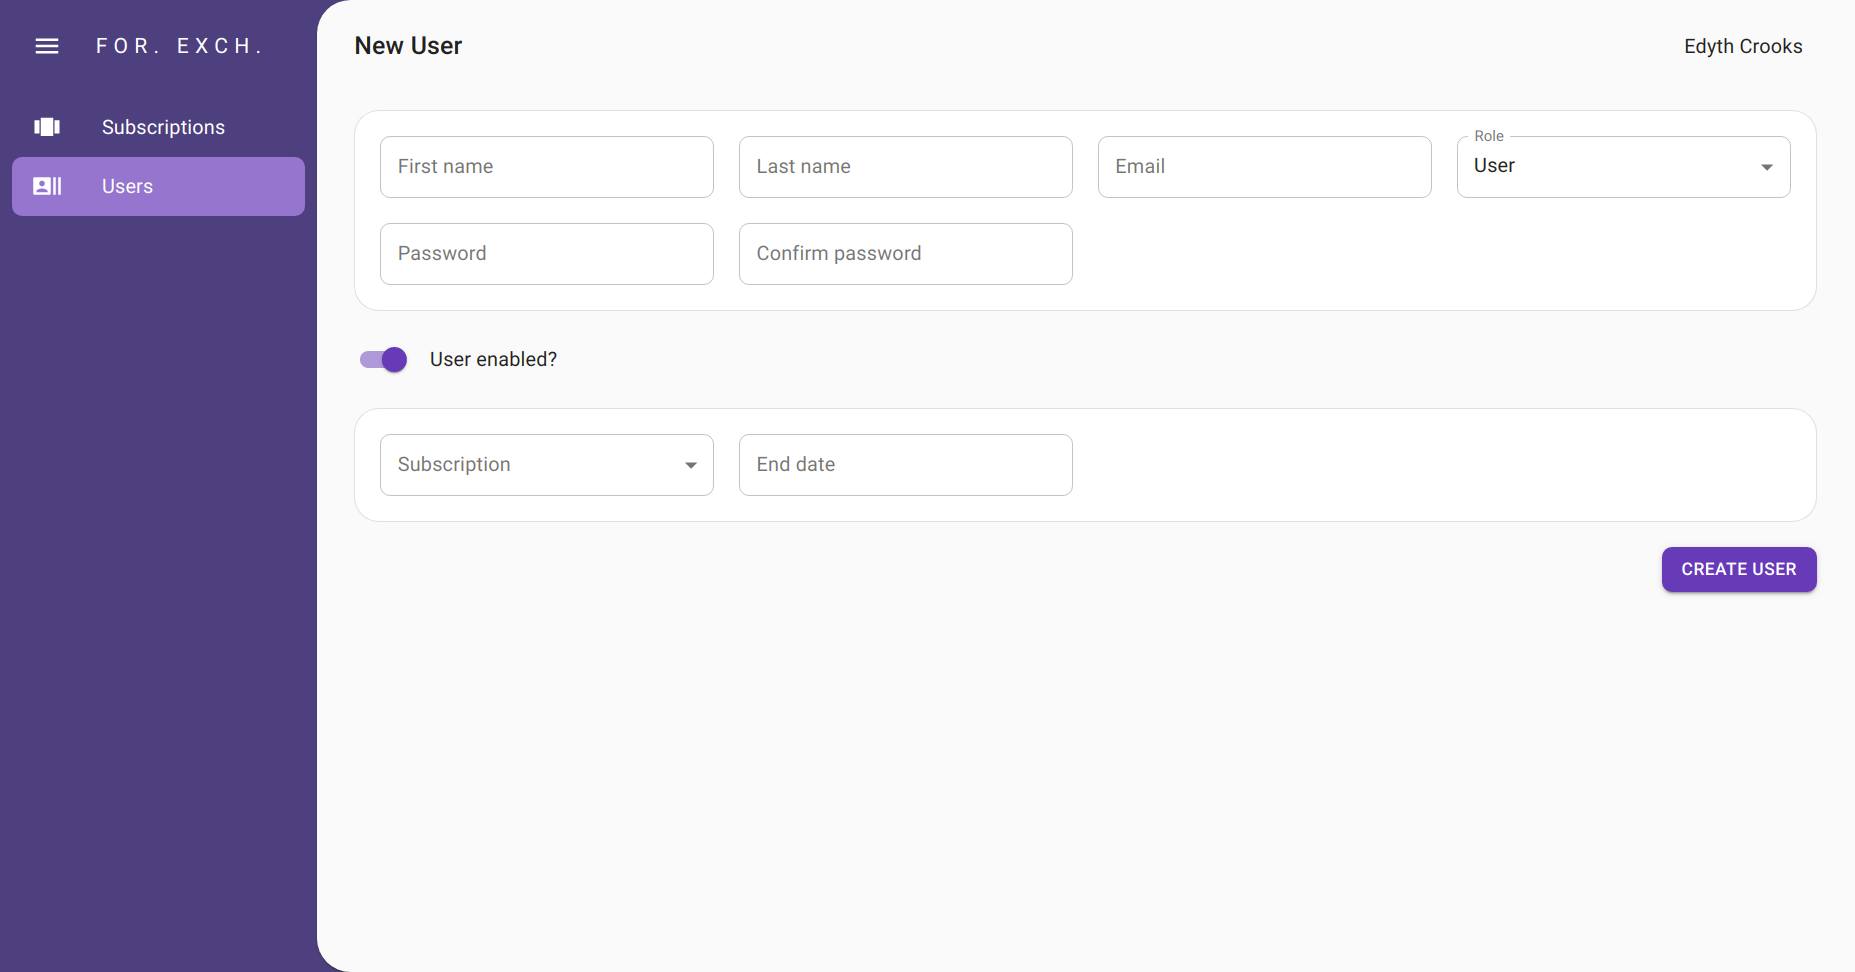 FOR. EXCH.
New User
Edyth Crooks
Subscriptions
Users
First name
Last name
Email
Role
User
Password
Confirm password
User enabled?
Subscription
End date
CREATE USER